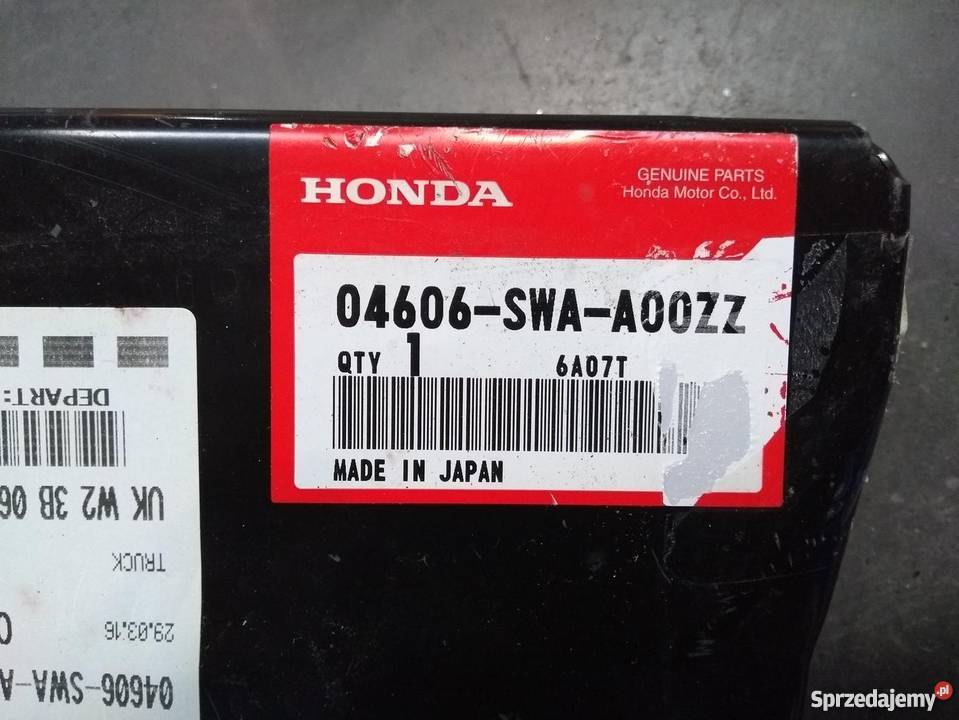 HONDA
GENUINE PARTS
Honda Motor Co., Ltd.
04606-SWA-A00ZZ
QTY 1 6A07T
MADE IN JAPAN
DEPART:
UK W2 3B 06
TRUCK
29.03.16
04606-SWA-A
Sprzedajemy.pl